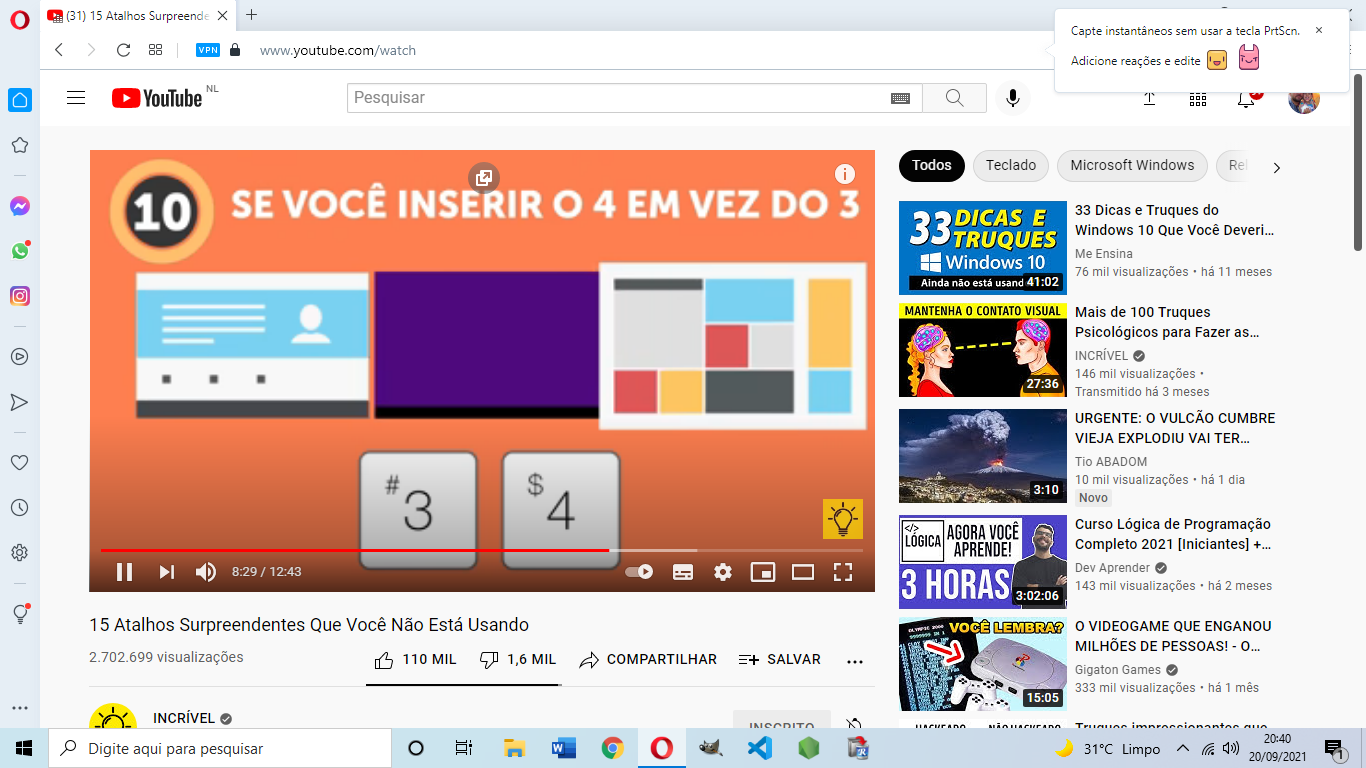 (31) 15 Atalhos Surpreende
Capte instantâneos sem usar a tecla PrtScn.
Adicione reações e edite
VPN
www.youtube.com/watch
YouTube NL
Pesquisar
10
SE VOCÊ INSERIR O 4 EM VEZ DO 3
#
3
$
4
8:29 / 12:43
15 Atalhos Surpreendentes Que Você Não Está Usando
2.702.699 visualizações
110 MIL
1,6 MIL
COMPARTILHAR
SALVAR
INCRÍVEL
INSCRITO
Todos
Teclado
Microsoft Windows
Rel
33 DICAS E
TRUQUES
Windows 10
Ainda não está usand
41:02
33 Dicas e Truques do
Windows 10 Que Você Deveri...
Me Ensina
76 mil visualizações • há 11 meses
MANTENHA O CONTATO VISUAL
27:36
Mais de 100 Truques
Psicológicos para Fazer as...
INCRÍVEL
146 mil visualizações •
Transmitido há 3 meses
3:10
URGENTE: O VULCÃO CUMBRE
VIEJA EXPLODIU VAI TER...
Tio ABADOM
10 mil visualizações • há 1 dia
Novo
</>
LÓGICA
AGORA VOCÊ
APRENDE!
3 HORAS
3:02:06
Curso Lógica de Programação
Completo 2021 [Iniciantes] +...
Dev Aprender
143 mil visualizações • há 2 meses
VOCÊ LEMBRA?
15:05
O VIDEOGAME QUE ENGANOU
MILHÕES DE PESSOAS! - O...
Gigaton Games
333 mil visualizações • há 1 mês
HACKEADO
NÃO HACKEADO
Truques impressionantes que
Digite aqui para pesquisar
31°C Limpo
20:40
20/09/2021
1